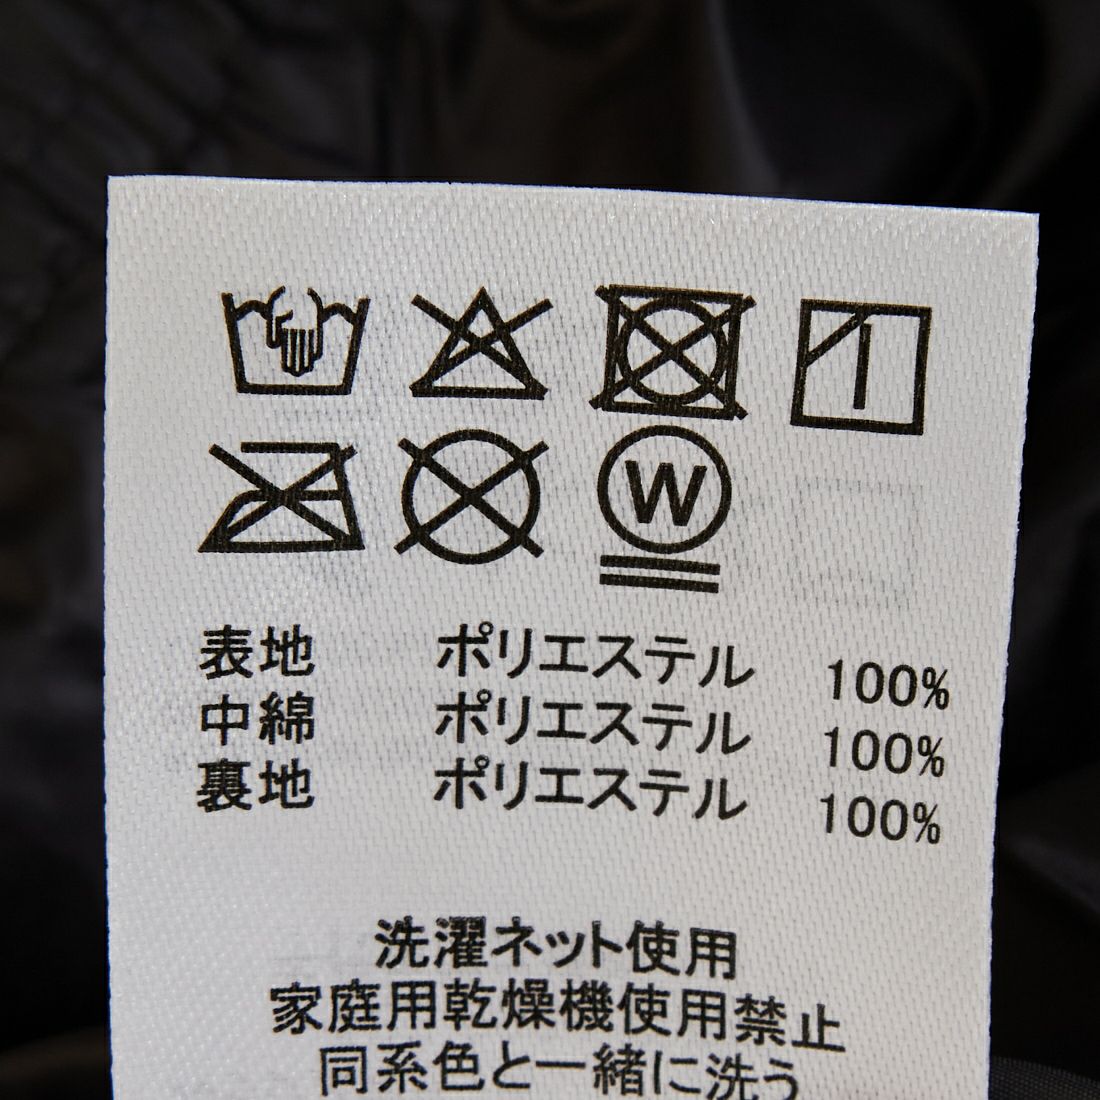 W
表地 ポリエステル 100%
中綿 ポリエステル 100%
裏地 ポリエステル 100%
洗濯ネット使用
家庭用乾燥機使用禁止
同系色と一緒に洗う